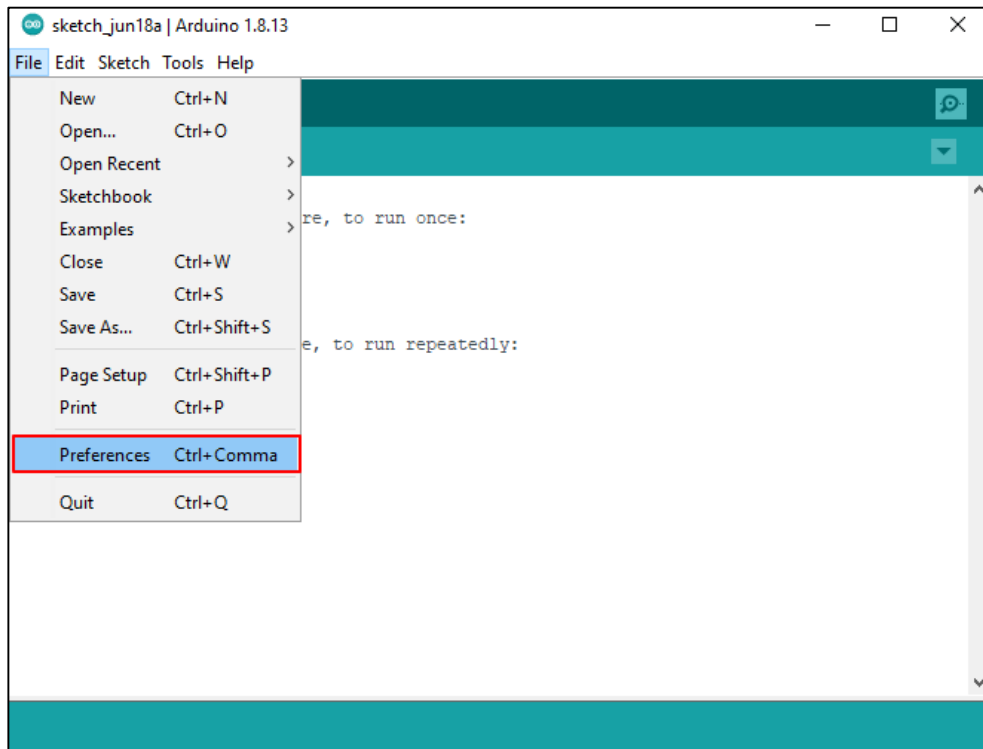 sketch_jun18a | Arduino 1.8.13
File Edit Sketch Tools Help
New Ctrl+N
Open... Ctrl+O
Open Recent
Sketchbook
Examples
Close Ctrl+W
Save Ctrl+S
Save As... Ctrl+Shift+S
Page Setup Ctrl+Shift+P
Print Ctrl+P
Preferences Ctrl+Comma
Quit Ctrl+Q
re, to run once:
e, to run repeatedly: